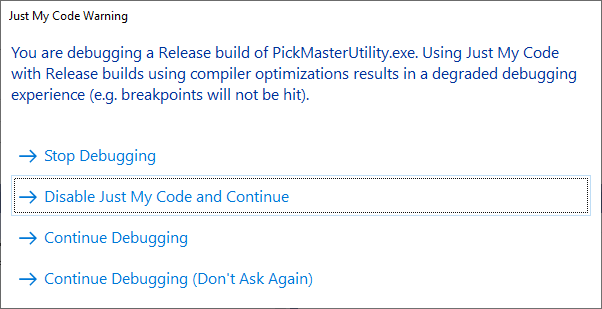 Just My Code Warning
You are debugging a Release build of PickMasterUtility.exe. Using Just My Code
with Release builds using compiler optimizations results in a degraded debugging
experience (e.g. breakpoints will not be hit).
Stop Debugging
Disable Just My Code and Continue
Continue Debugging
Continue Debugging (Don't Ask Again)